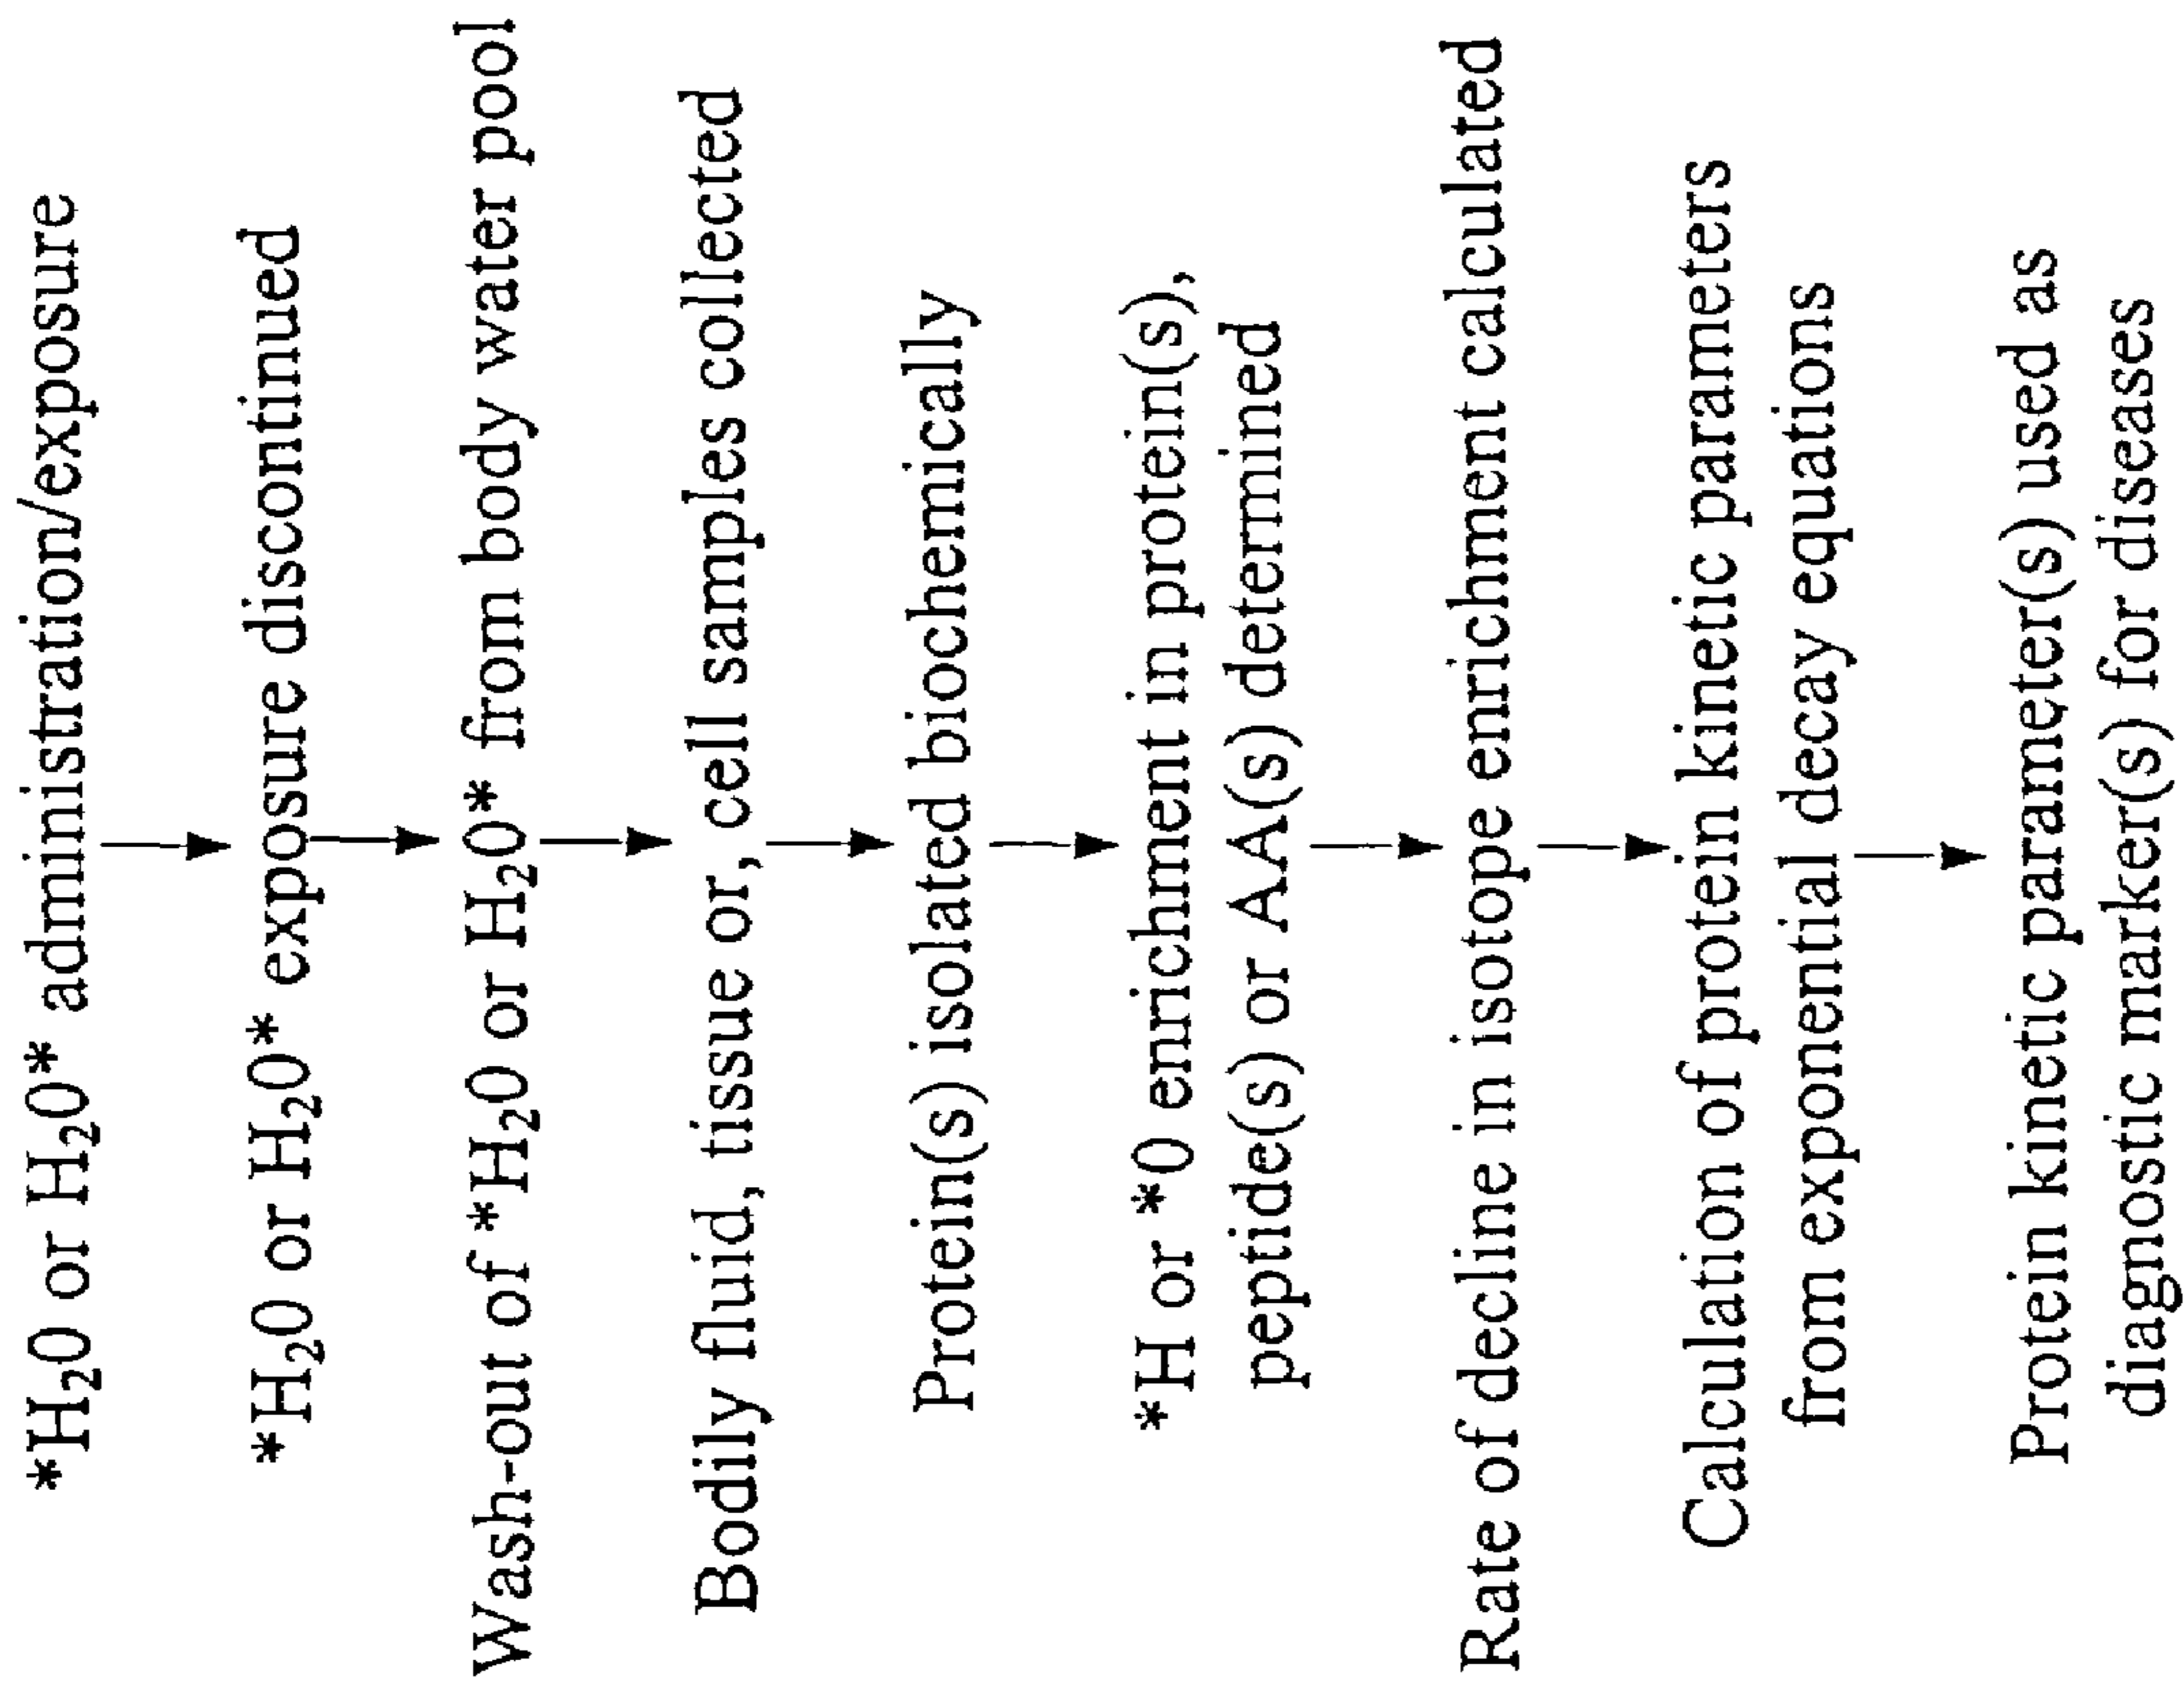 *H₂O or H₂O* administration/exposure
*H₂O or H₂O* exposure discontinued
Wash-out of *H₂O or H₂O* from body water pool
Bodily fluid, tissue or, cell samples collected
Protein(s) isolated biochemically
*H or *O enrichment in protein(s),
peptide(s) or AA(s) determined
Rate of decline in isotope enrichment calculated
Calculation of protein kinetic parameters
from exponential decay equations
Protein kinetic parameter(s) used as
diagnostic marker(s) for diseases